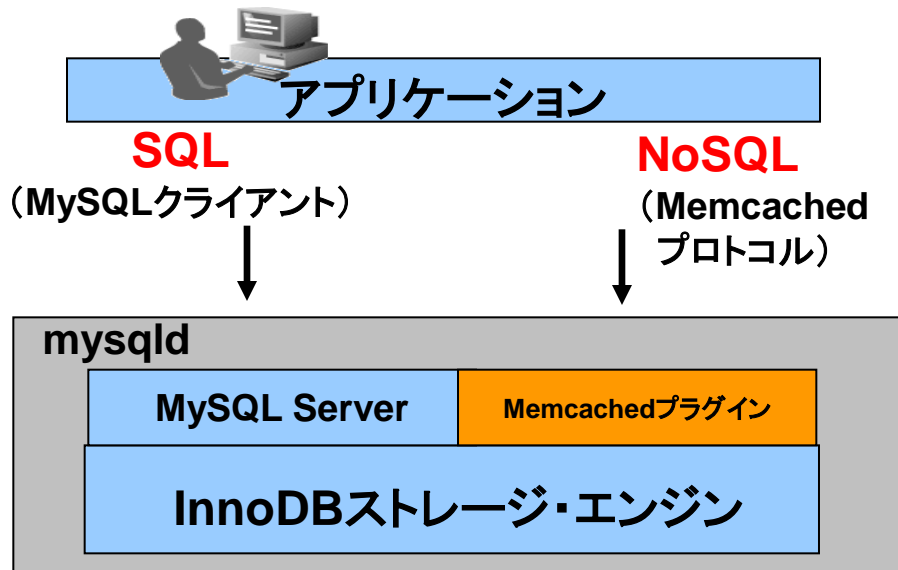 アプリケーション
SQL
（MySQLクライアント）
NoSQL
（Memcached
プロトコル）
mysqld
MySQL Server
Memcachedプラグイン
InnoDBストレージ・エンジン